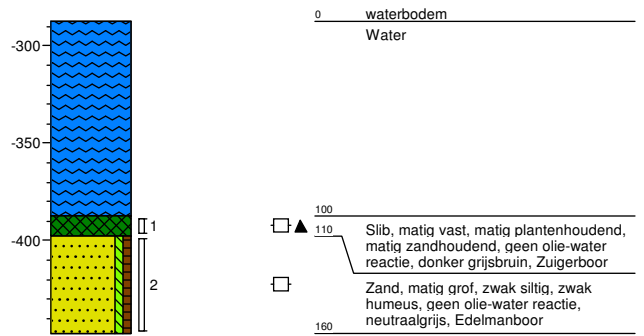 0
waterbodem
Water
-300
-350
-400
1
2
100
110
Slib, matig vast, matig plantenhoudend,
matig zandhoudend, geen olie-water
reactie, donker grijsbruin, Zuigerboor
Zand, matig grof, zwak siltig, zwak
humeus, geen olie-water reactie,
neutraalgrijs, Edelmanboor
160